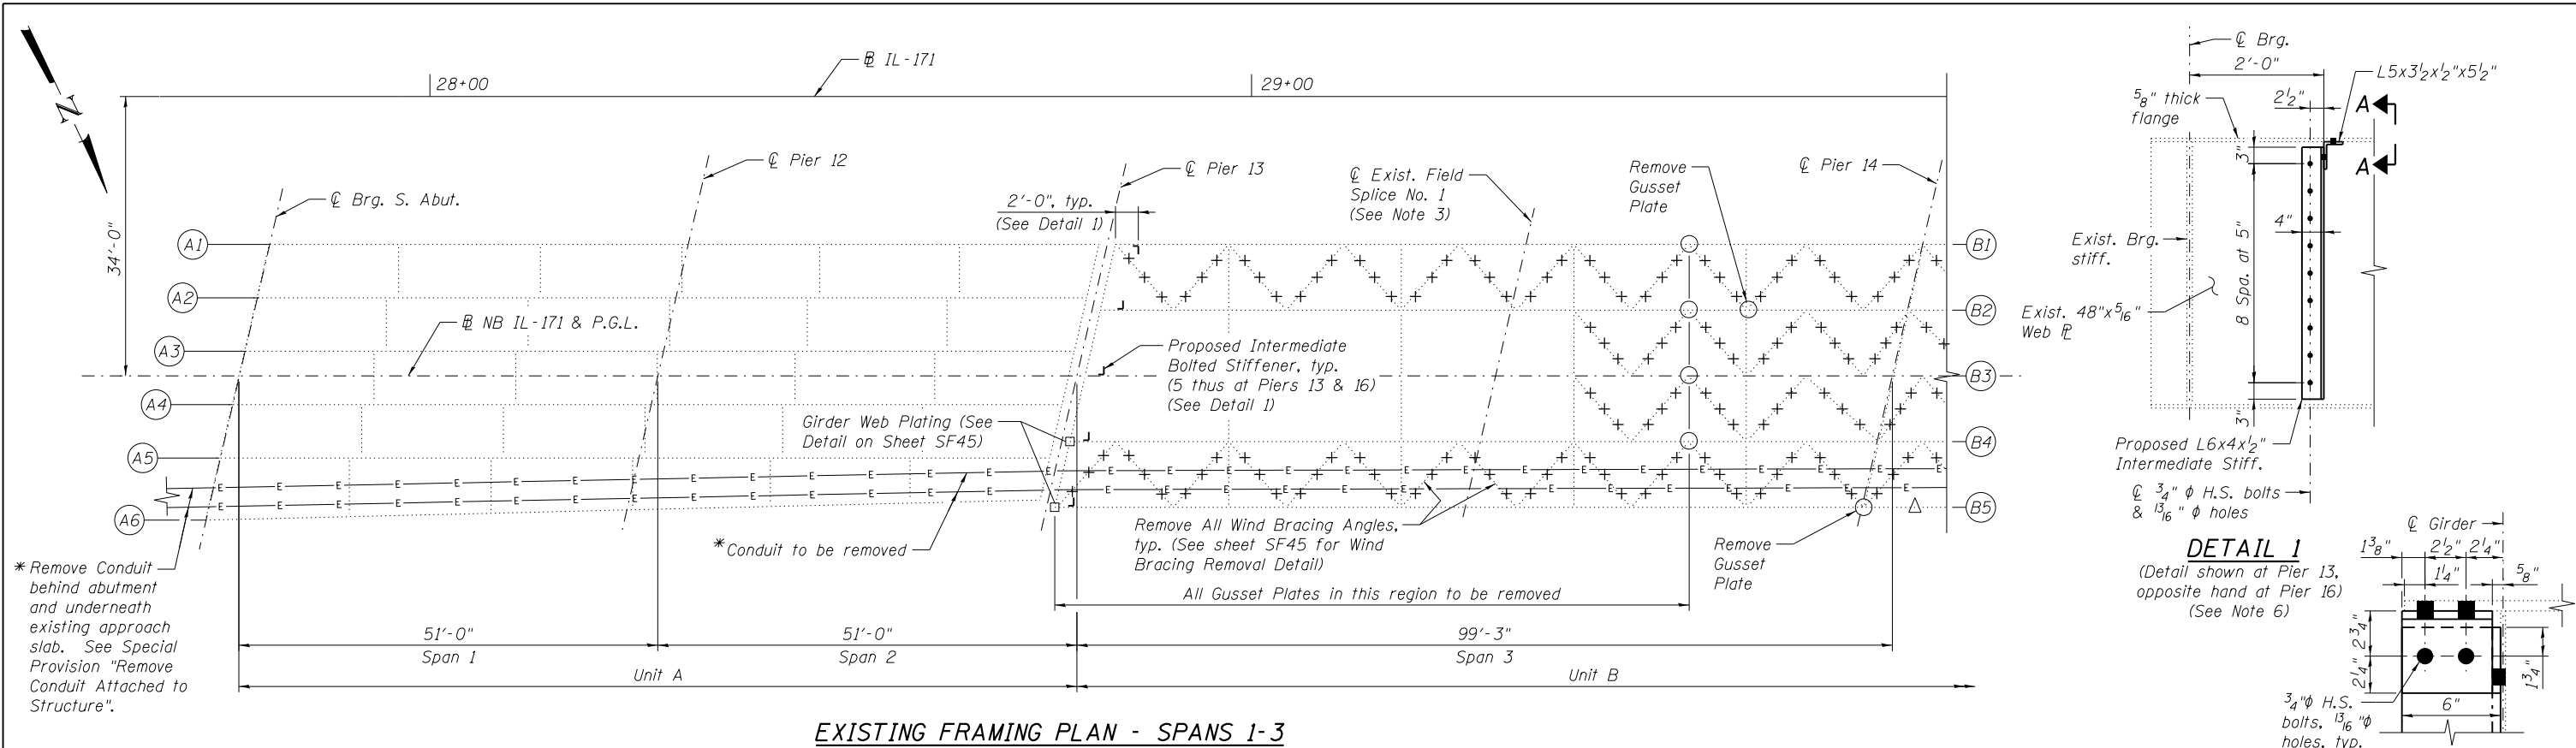 N
34'-0"
28+00
29+00
℄ Brg. S. Abut.
℄ Pier 12
2'-0", typ.
(See Detail 1)
℄ Pier 13
IL-171
℄ Exist. Field
Splice No. 1
(See Note 3)
Remove
Gusset
Plate
℄ Pier 14
A1
A2
A3
A4
A5
A6
NB IL-171 & P.G.L.
B1
B2
B3
B4
B5
Proposed Intermediate
Bolted Stiffener, typ.
(5 thus at Piers 13 & 16)
(See Detail 1)
Girder Web Plating (See
Detail on Sheet SF45)
E E E E E E E E E E E E E E E E E E E E E E E E E E E E E E
E E E E E E E E E E E E E E E E E E E E E E E E E E E
* Remove Conduit
behind abutment
and underneath
existing approach
slab. See Special
Provision "Remove
Conduit Attached to
Structure".
* Conduit to be removed
Remove All Wind Bracing Angles,
typ. (See sheet SF45 for Wind
Bracing Removal Detail)
Remove
Gusset
Plate
All Gusset Plates in this region to be removed
51'-0"
Span 1
51'-0"
Span 2
99'-3"
Span 3
Unit A
Unit B
EXISTING FRAMING PLAN - SPANS 1-3
℄ Brg.
2'-0"
L5x3½x½"x5½"
⅝" thick
flange
2½"
A
A
3"
4"
8 Spa. at 5"
3"
Exist. Brg.
stiff.
Exist. 48"x⁵⁄₁₆"
Web ℙL
Proposed L6x4x½"
Intermediate Stiff.
℄ ¾" ϕ H.S. bolts
& ¹³⁄₁₆" ϕ holes
DETAIL 1
(Detail shown at Pier 13,
opposite hand at Pier 16)
(See Note 6)
℄ Girder
1⅜"
2½"
2¼"
1¼"
⅝"
2¾"
2¼"
1¾"
6"
¾"ϕ H.S.
bolts, ¹³⁄₁₆"ϕ
holes, typ.